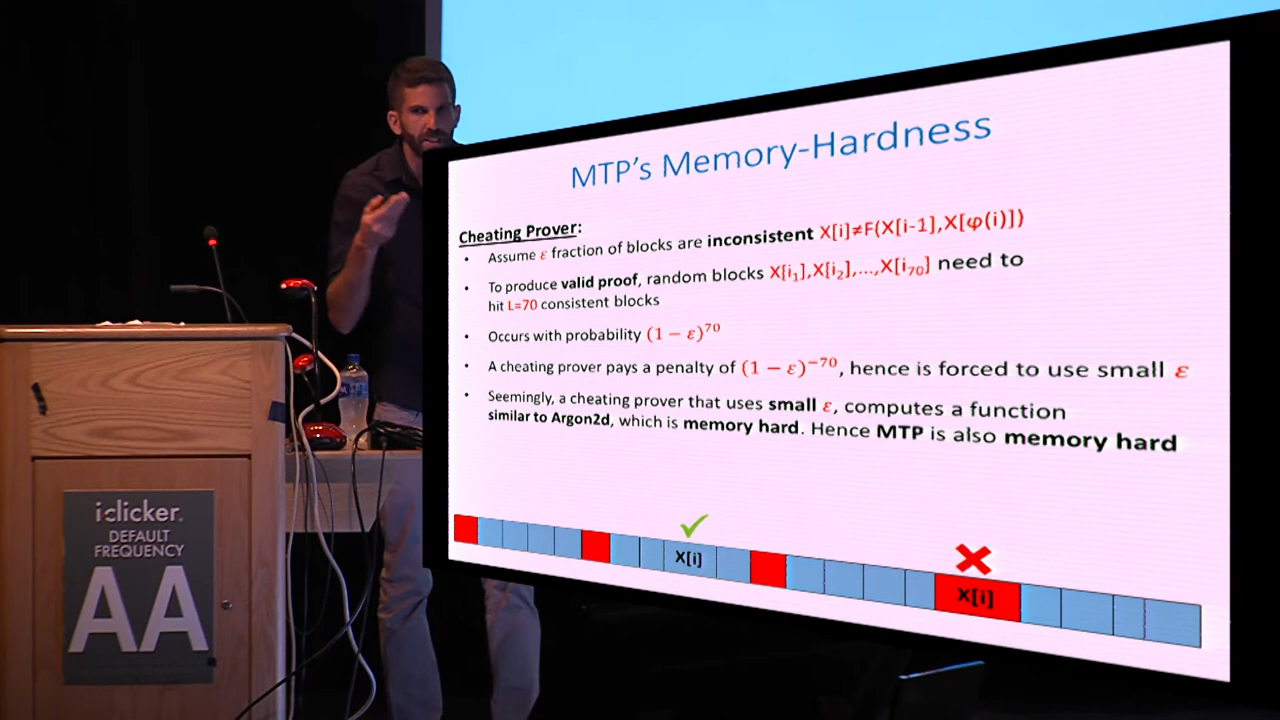 MTP's Memory-Hardness
Cheating Prover:
• Assume ε fraction of blocks are inconsistent X[i]≠F(X[i-1],X[φ(i)])
• To produce valid proof, random blocks X[i₁],X[i₂],...,X[i₇₀] need to
hit L=70 consistent blocks
• Occurs with probability (1 − ε)⁷⁰
• A cheating prover pays a penalty of (1 − ε)⁻⁷⁰, hence is forced to use small ε
• Seemingly, a cheating prover that uses small ε, computes a function
similar to Argon2d, which is memory hard. Hence MTP is also memory hard
X[i]
X[i]
iclicker.
DEFAULT
FREQUENCY
AA